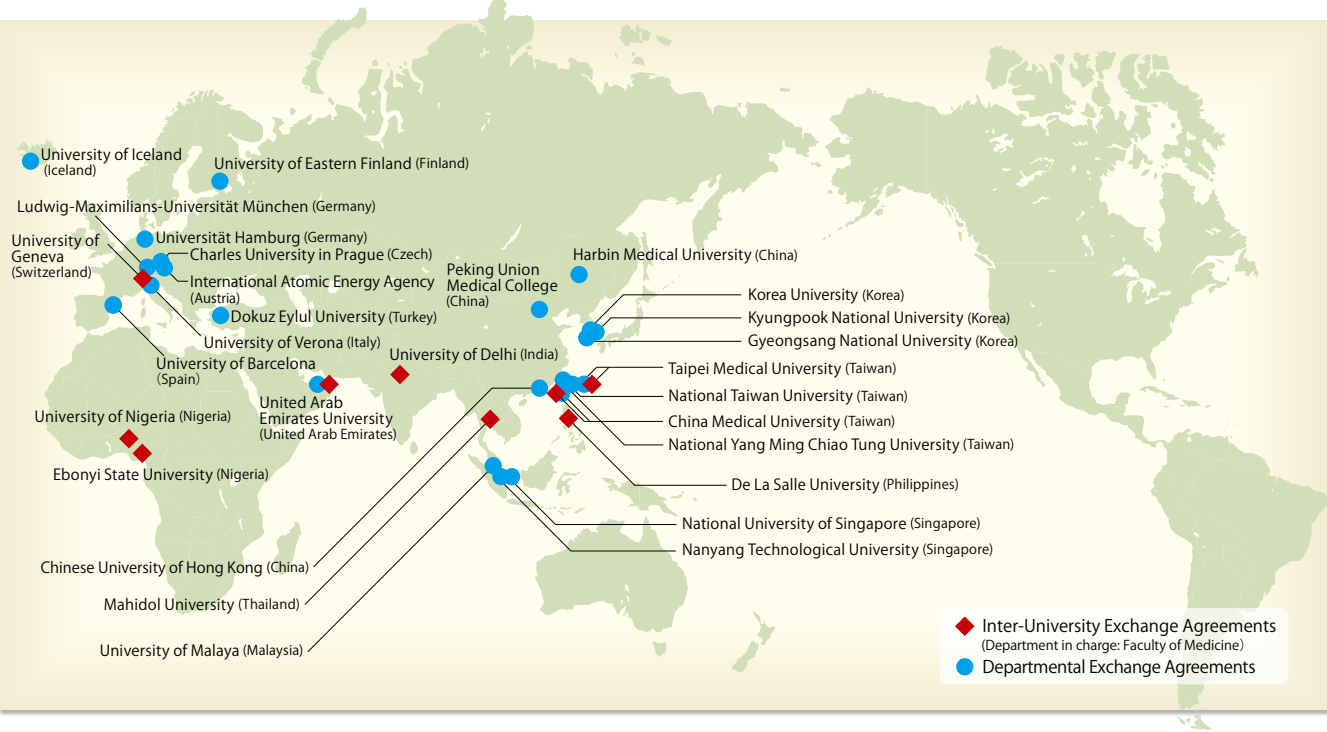 University of Iceland
(Iceland)
University of Eastern Finland (Finland)
Ludwig-Maximilians-Universität München (Germany)
University of
Geneva
(Switzerland)
Universität Hamburg (Germany)
Charles University in Prague (Czech)
International Atomic Energy Agency
(Austria)
Dokuz Eylul University (Turkey)
University of Verona (Italy)
University of Barcelona
(Spain)
University of Delhi (India)
United Arab
Emirates University
(United Arab Emirates)
University of Nigeria (Nigeria)
Ebonyi State University (Nigeria)
Harbin Medical University (China)
Peking Union
Medical College
(China)
Korea University (Korea)
Kyungpook National University (Korea)
Gyeongsang National University (Korea)
Taipei Medical University (Taiwan)
National Taiwan University (Taiwan)
China Medical University (Taiwan)
National Yang Ming Chiao Tung University (Taiwan)
De La Salle University (Philippines)
National University of Singapore (Singapore)
Nanyang Technological University (Singapore)
Chinese University of Hong Kong (China)
Mahidol University (Thailand)
University of Malaya (Malaysia)
Inter-University Exchange Agreements
(Department in charge: Faculty of Medicine)
Departmental Exchange Agreements